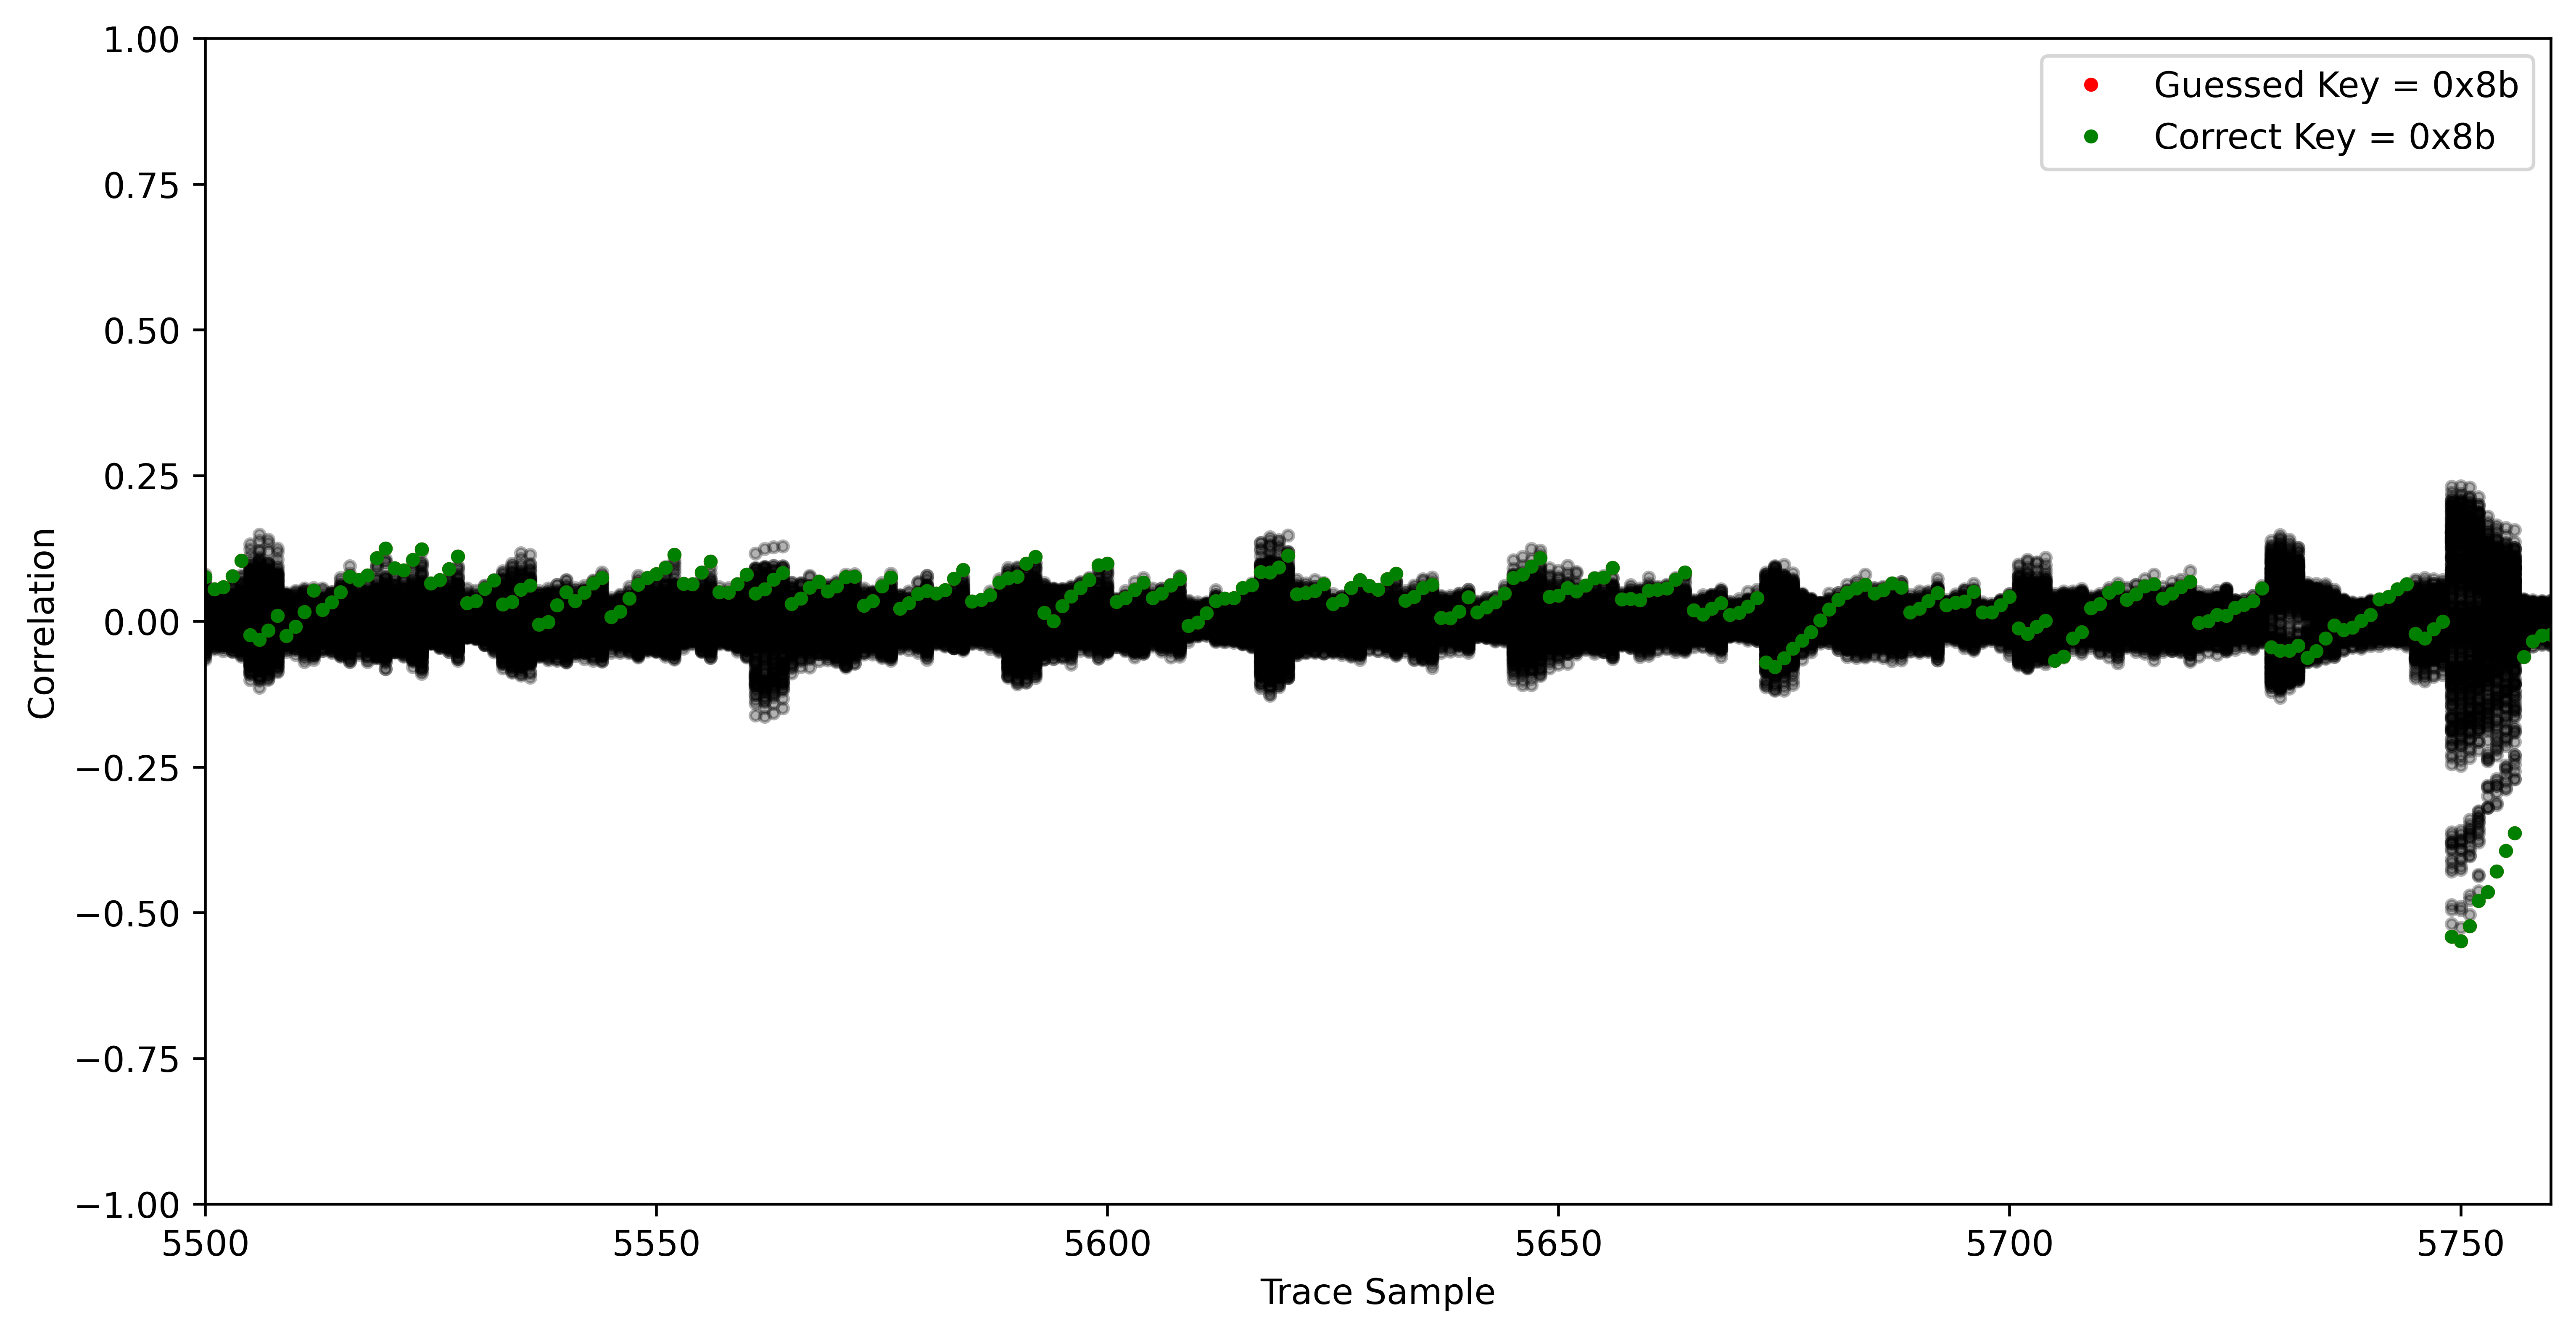 Guessed Key = 0x8b
Correct Key = 0x8b
1.00
0.75
0.50
0.25
0.00
−0.25
−0.50
−0.75
−1.00
Correlation
5500 5550 5600 5650 5700 5750
Trace Sample